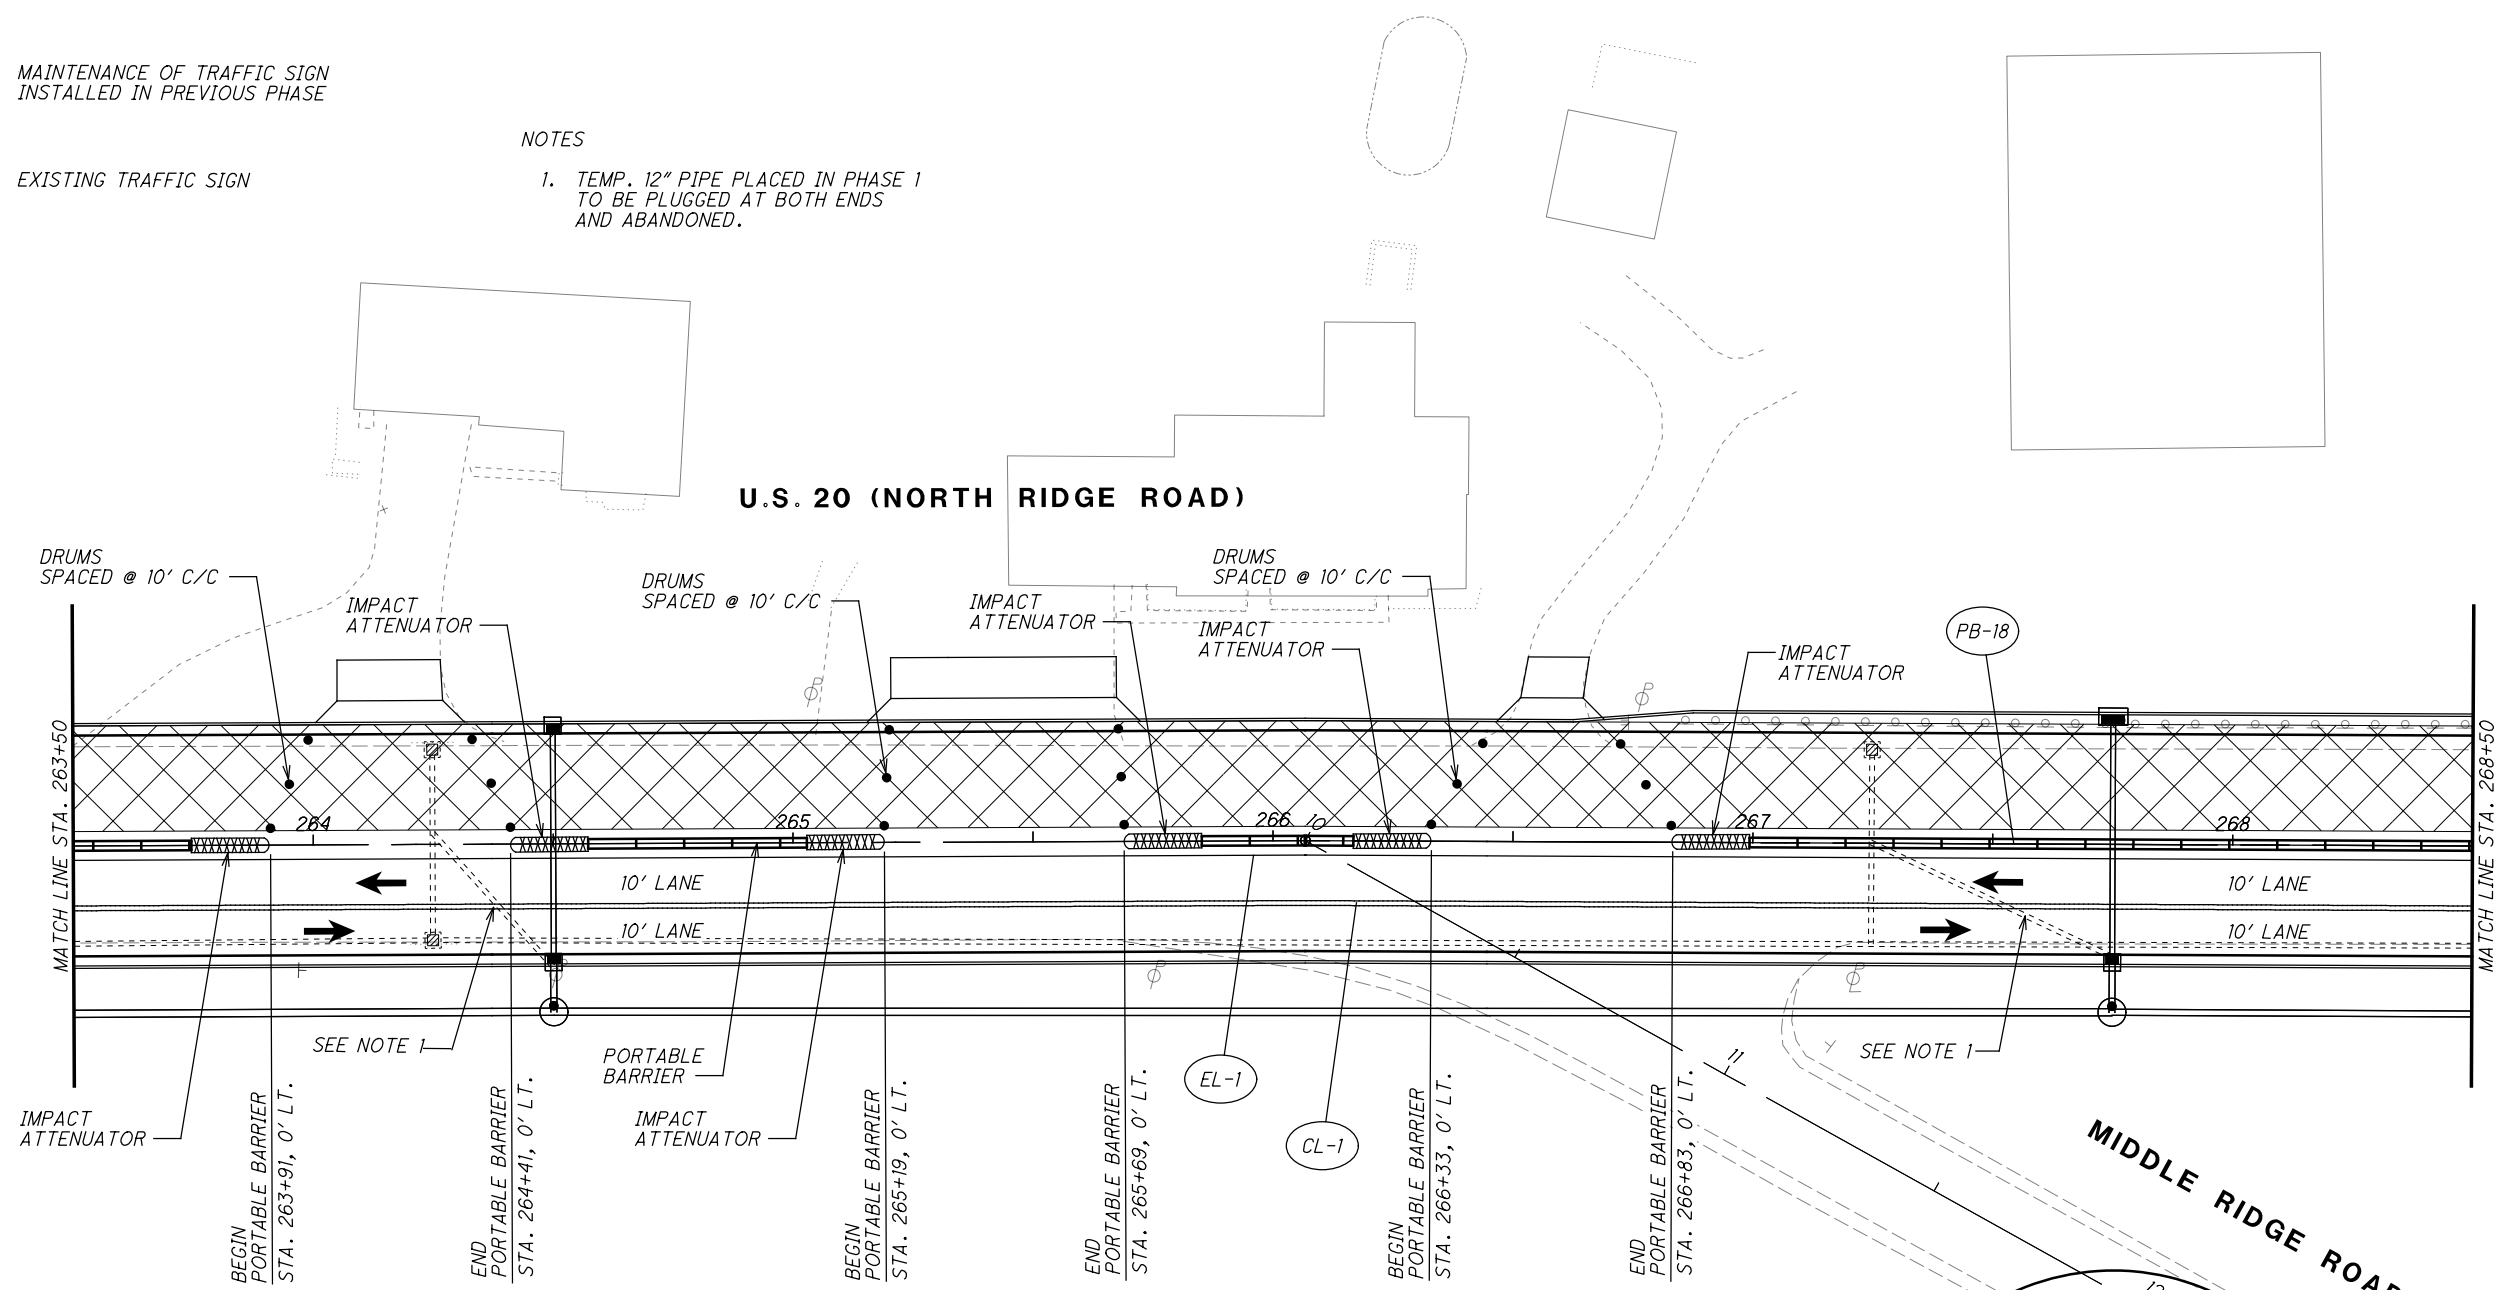 MAINTENANCE OF TRAFFIC SIGN
INSTALLED IN PREVIOUS PHASE
EXISTING TRAFFIC SIGN
NOTES
1. TEMP. 12" PIPE PLACED IN PHASE 1
TO BE PLUGGED AT BOTH ENDS
AND ABANDONED.
U.S. 20 (NORTH RIDGE ROAD)
DRUMS
SPACED @ 10' C/C
IMPACT
ATTENUATOR
DRUMS
SPACED @ 10' C/C
IMPACT
ATTENUATOR
DRUMS
SPACED @ 10' C/C
IMPACT
ATTENUATOR
IMPACT
ATTENUATOR
PB-18
MATCH LINE STA. 263+50
264
265
266
10
267
268
MATCH LINE STA. 268+50
10' LANE
10' LANE
10' LANE
10' LANE
SEE NOTE 1
PORTABLE
BARRIER
IMPACT
ATTENUATOR
IMPACT
ATTENUATOR
EL-1
CL-1
SEE NOTE 1
11
BEGIN
PORTABLE BARRIER
STA. 263+91, 0' LT.
END
PORTABLE BARRIER
STA. 264+41, 0' LT.
BEGIN
PORTABLE BARRIER
STA. 265+19, 0' LT.
END
PORTABLE BARRIER
STA. 265+69, 0' LT.
BEGIN
PORTABLE BARRIER
STA. 266+33, 0' LT.
END
PORTABLE BARRIER
STA. 266+83, 0' LT.
MIDDLE RIDGE ROAD